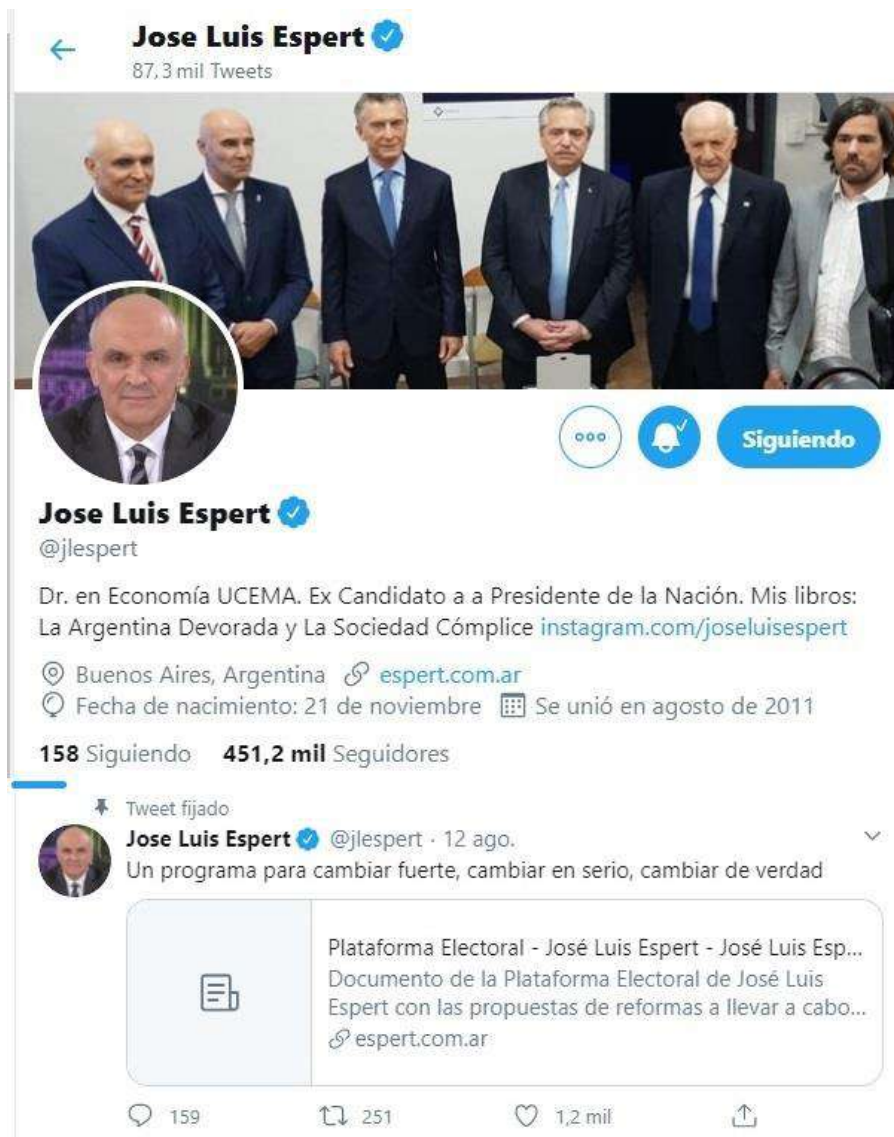 Jose Luis Espert
87,3 mil Tweets
Siguiendo
Jose Luis Espert
@jlespert
Dr. en Economía UCEMA. Ex Candidato a a Presidente de la Nación. Mis libros:
La Argentina Devorada y La Sociedad Cómplice instagram.com/joseluisespert
Buenos Aires, Argentina espert.com.ar
Fecha de nacimiento: 21 de noviembre Se unió en agosto de 2011
158 Siguiendo 451,2 mil Seguidores
Tweet fijado
Jose Luis Espert @jlespert · 12 ago.
Un programa para cambiar fuerte, cambiar en serio, cambiar de verdad
Plataforma Electoral - José Luis Espert - José Luis Esp...
Documento de la Plataforma Electoral de José Luis
Espert con las propuestas de reformas a llevar a cabo...
espert.com.ar
159 251 1,2 mil